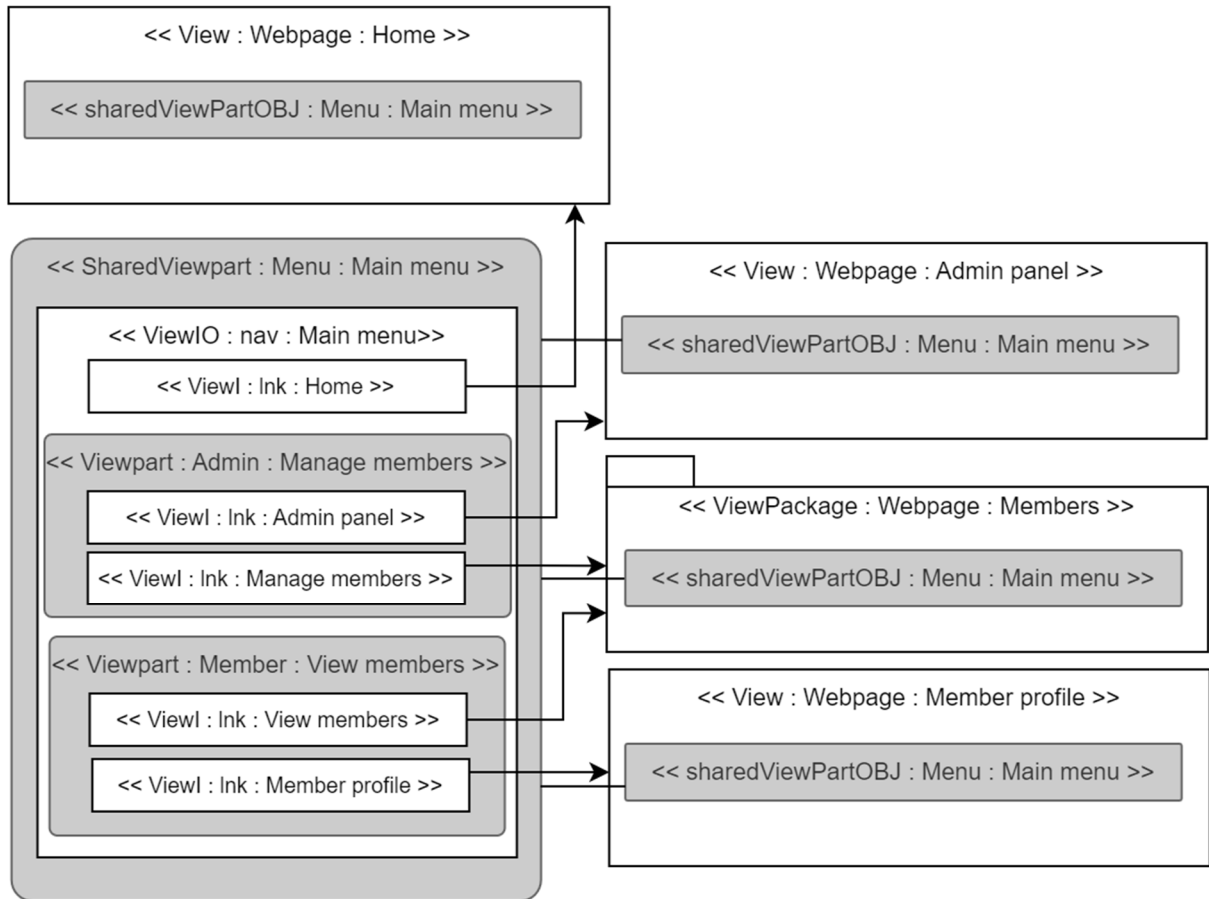 << View : Webpage : Home >>
<< sharedViewPartOBJ : Menu : Main menu >>
<< SharedViewpart : Menu : Main menu >>
<< ViewIO : nav : Main menu>>
<< ViewI : lnk : Home >>
<< Viewpart : Admin : Manage members >>
<< ViewI : lnk : Admin panel >>
<< ViewI : lnk : Manage members >>
<< Viewpart : Member : View members >>
<< ViewI : lnk : View members >>
<< ViewI : lnk : Member profile >>
<< View : Webpage : Admin panel >>
<< sharedViewPartOBJ : Menu : Main menu >>
<< ViewPackage : Webpage : Members >>
<< sharedViewPartOBJ : Menu : Main menu >>
<< View : Webpage : Member profile >>
<< sharedViewPartOBJ : Menu : Main menu >>